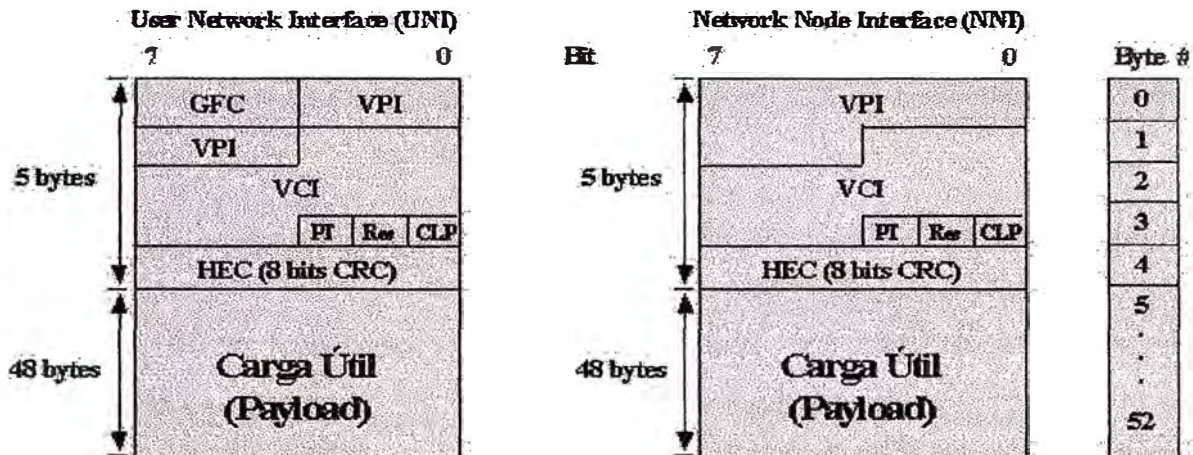 User Network Interface (UNI)
7 0
GFC VPI
VPI
VCI
PT Res CLP
HEC (8 bits CRC)
Carga Útil
(Payload)
5 bytes
48 bytes
Network Node Interface (NNI)
Bit 7 0
VPI
VCI
PT Res CLP
HEC (8 bits CRC)
Carga Útil
(Payload)
5 bytes
48 bytes
Byte #
0
1
2
3
4
5
.
.
.
52